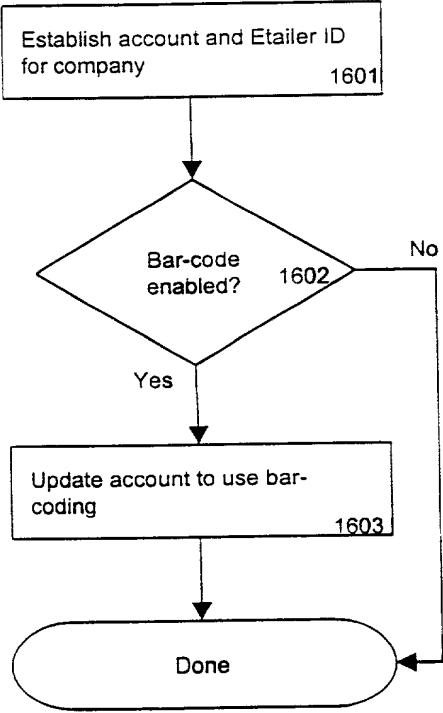 Establish account and Etailer ID
for company
1601
No
Bar-code
enabled?
1602
Yes
Update account to use bar-
coding
1603
Done